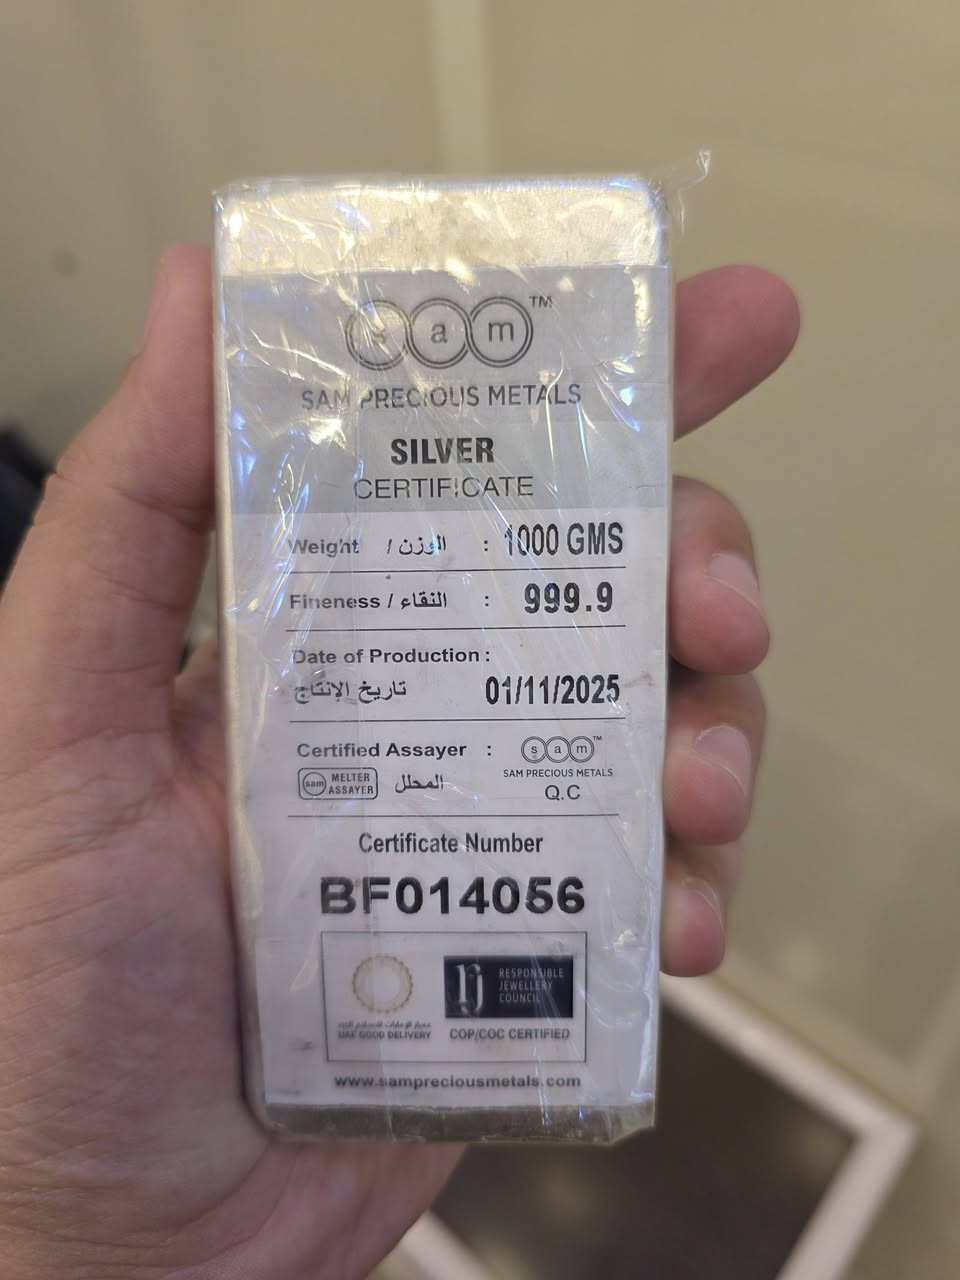 sam™
SAM PRECIOUS METALS
SILVER
CERTIFICATE
Weight / الوزن : 1000 GMS
Fineness / النقاء : 999.9
Date of Production :
تاريخ الإنتاج 01/11/2025
Certified Assayer : sam™
SAM PRECIOUS METALS
sam MELTER ASSAYER المحلل Q.C
Certificate Number
BF014056
RESPONSIBLE
JEWELLERY
COUNCIL
UAE GOOD DELIVERY COP/COC CERTIFIED
www.sampreciousmetals.com